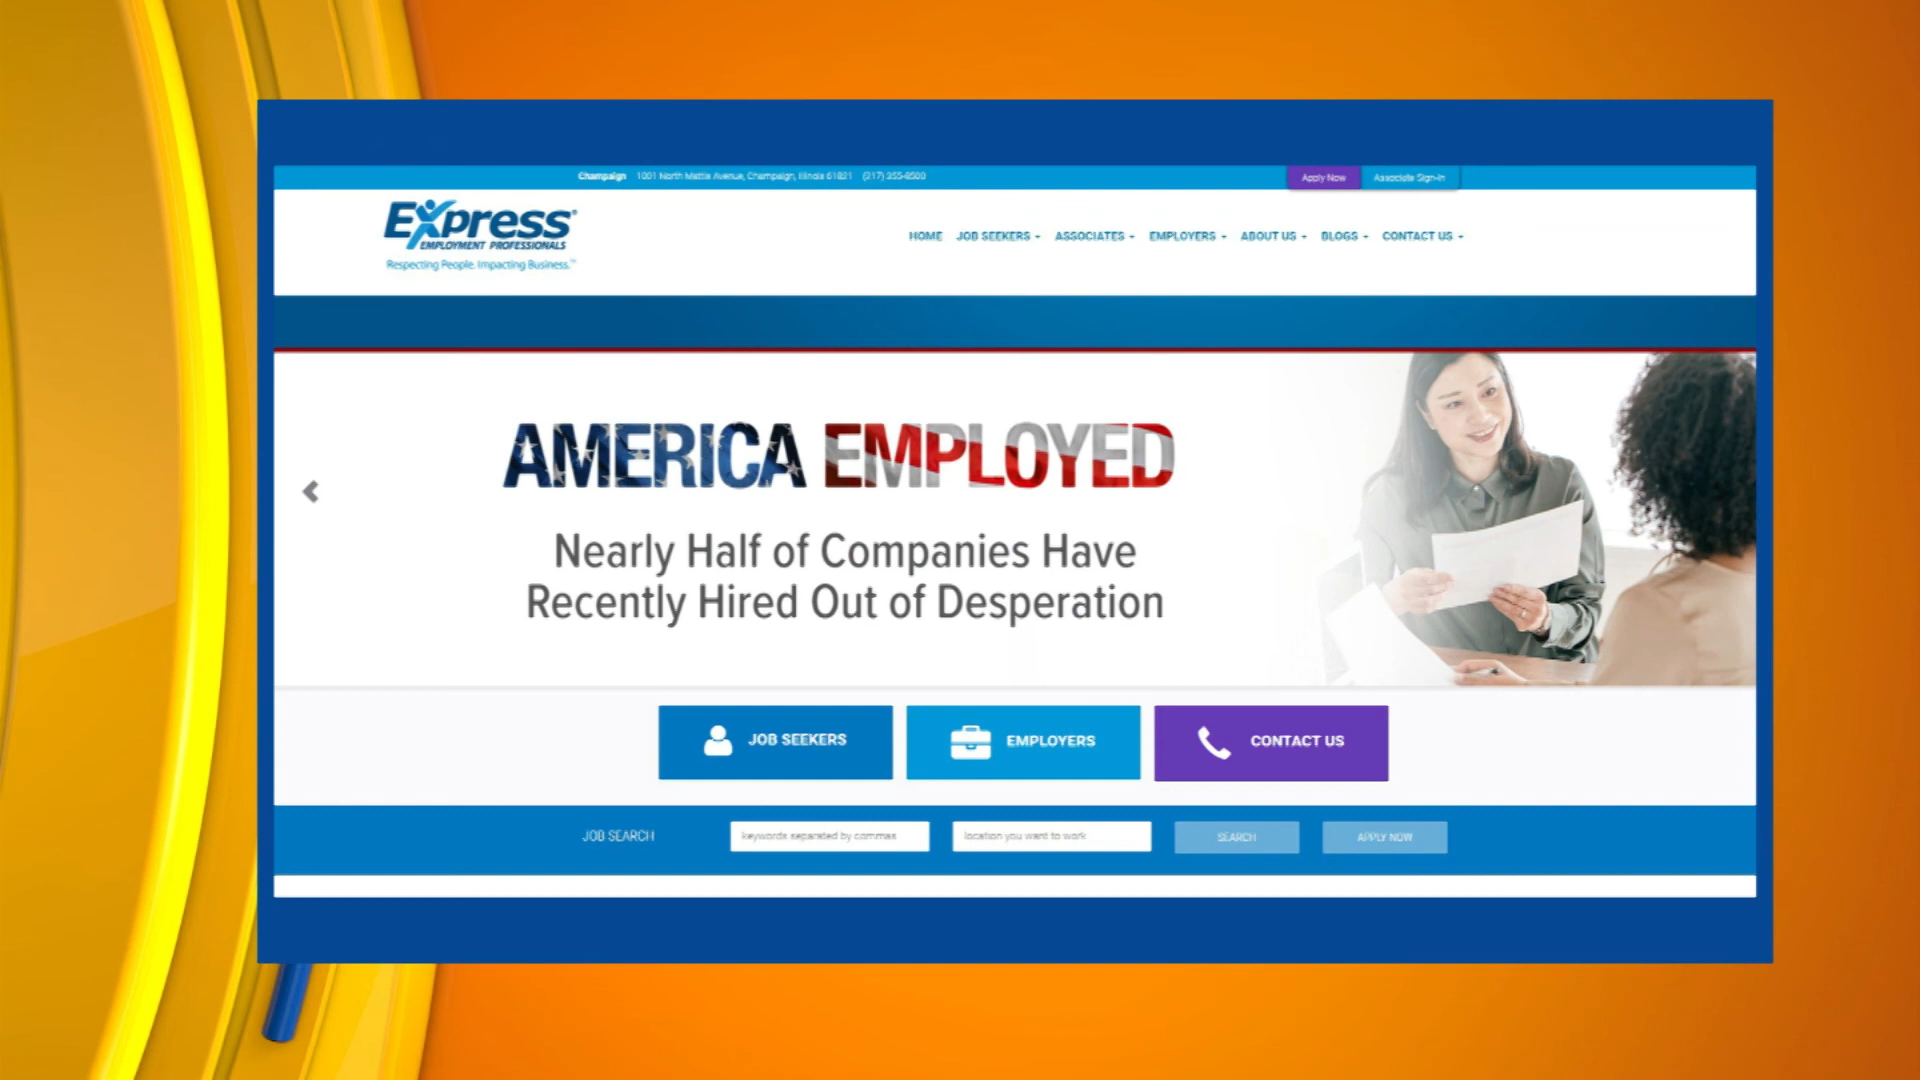 Champaign 1001 North Mattis Avenue, Champaign, Illinois 61821 (217) 355-8500
Apply Now Associate Sign-In
Express
EMPLOYMENT PROFESSIONALS
Respecting People. Impacting Business.™
HOME JOB SEEKERS ASSOCIATES EMPLOYERS ABOUT US BLOGS CONTACT US
AMERICA EMPLOYED
Nearly Half of Companies Have
Recently Hired Out of Desperation
JOB SEEKERS EMPLOYERS CONTACT US
JOB SEARCH keywords separated by commas location you want to work SEARCH APPLY NOW